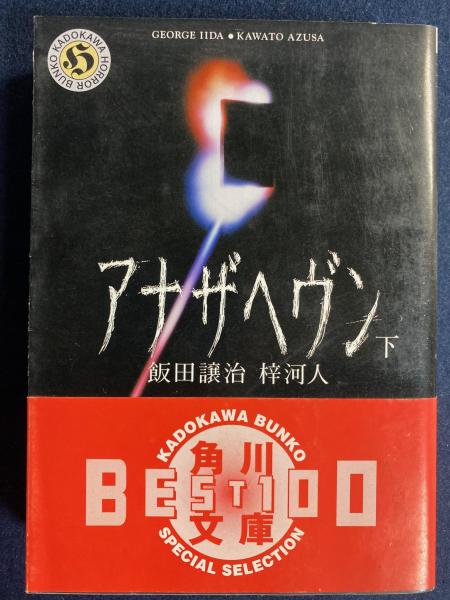 GEORGE IIDA ● KAWATO AZUSA
KADOKAWA HORROR BUNKO
H
アナザヘヴン 下
飯田譲治 梓河人
KADOKAWA BUNKO
角川
BEST100
文庫
SPECIAL SELECTION